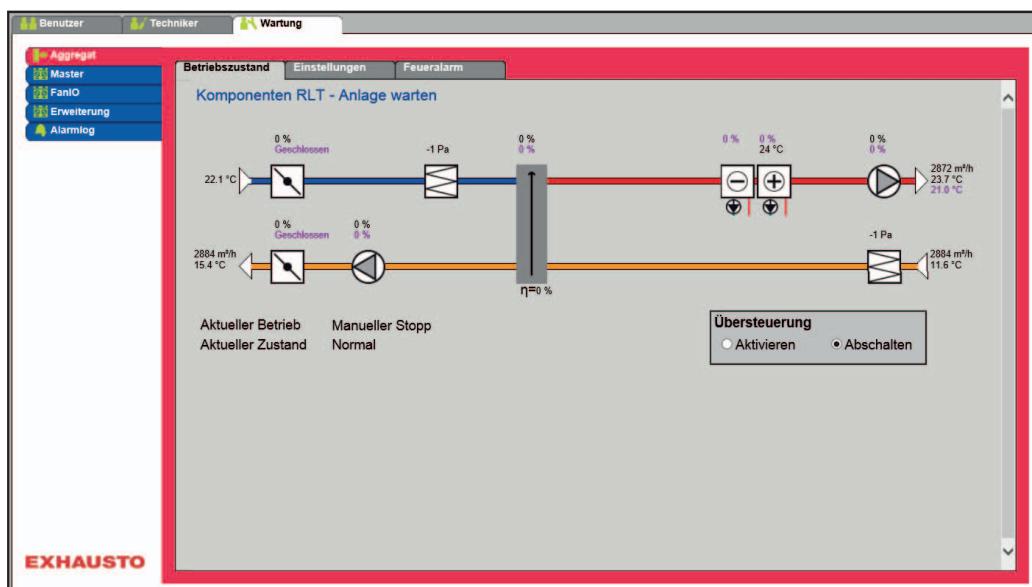 Benutzer Techniker Wartung
Aggregat
Master
FanIO
Erweiterung
Alarmlog
Betriebszustand Einstellungen Feueralarm
Komponenten RLT - Anlage warten
0 % 0 % 0 % 0 % 0 %
Geschlossen -1 Pa 0 % 24 °C 0 %
22.1 °C
2872 m³/h
23.7 °C
21.0 °C
0 % 0 %
Geschlossen 0 % -1 Pa
2884 m³/h 2884 m³/h
15.4 °C 11.6 °C
η=0 %
Aktueller Betrieb Manueller Stopp
Aktueller Zustand Normal
Übersteuerung
Aktivieren Abschalten
EXHAUSTO